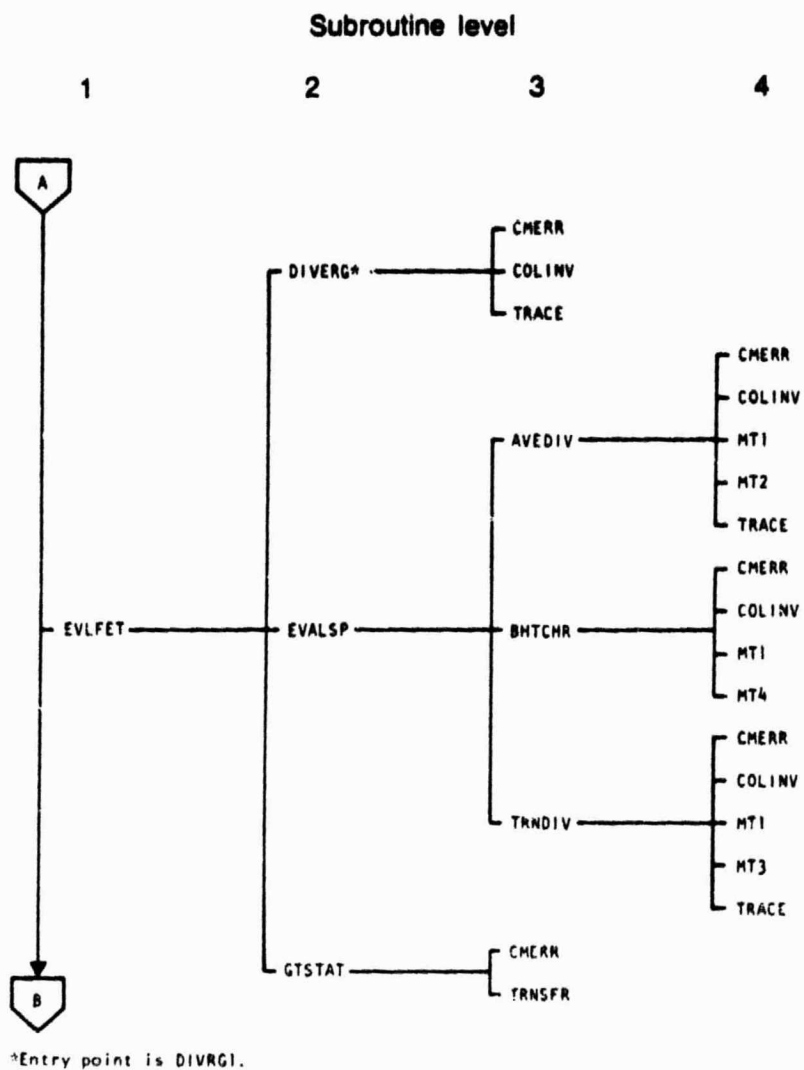 Subroutine level
1 2 3 4
A
CMERR
DIVERG* COLINV
TRACE
CMERR
COLINV
AVEDIV MT1
MT2
TRACE
CMERR
COLINV
EVLFET EVALSP BHTCHR MT1
MT4
CMERR
COLINV
TRNDIV MT1
MT3
TRACE
CMERR
GTSTAT
TRNSFR
B
*Entry point is DIVRG1.